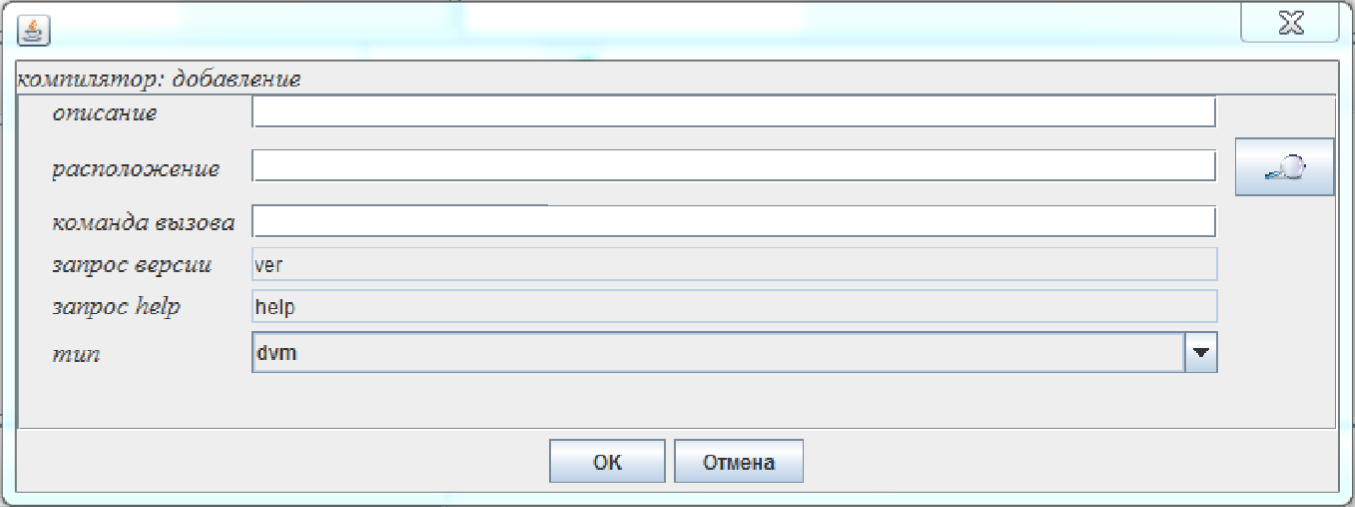 компилятор: добавление
описание
расположение
команда вызова
запрос версии ver
запрос help help
тип dvm
OK Отмена